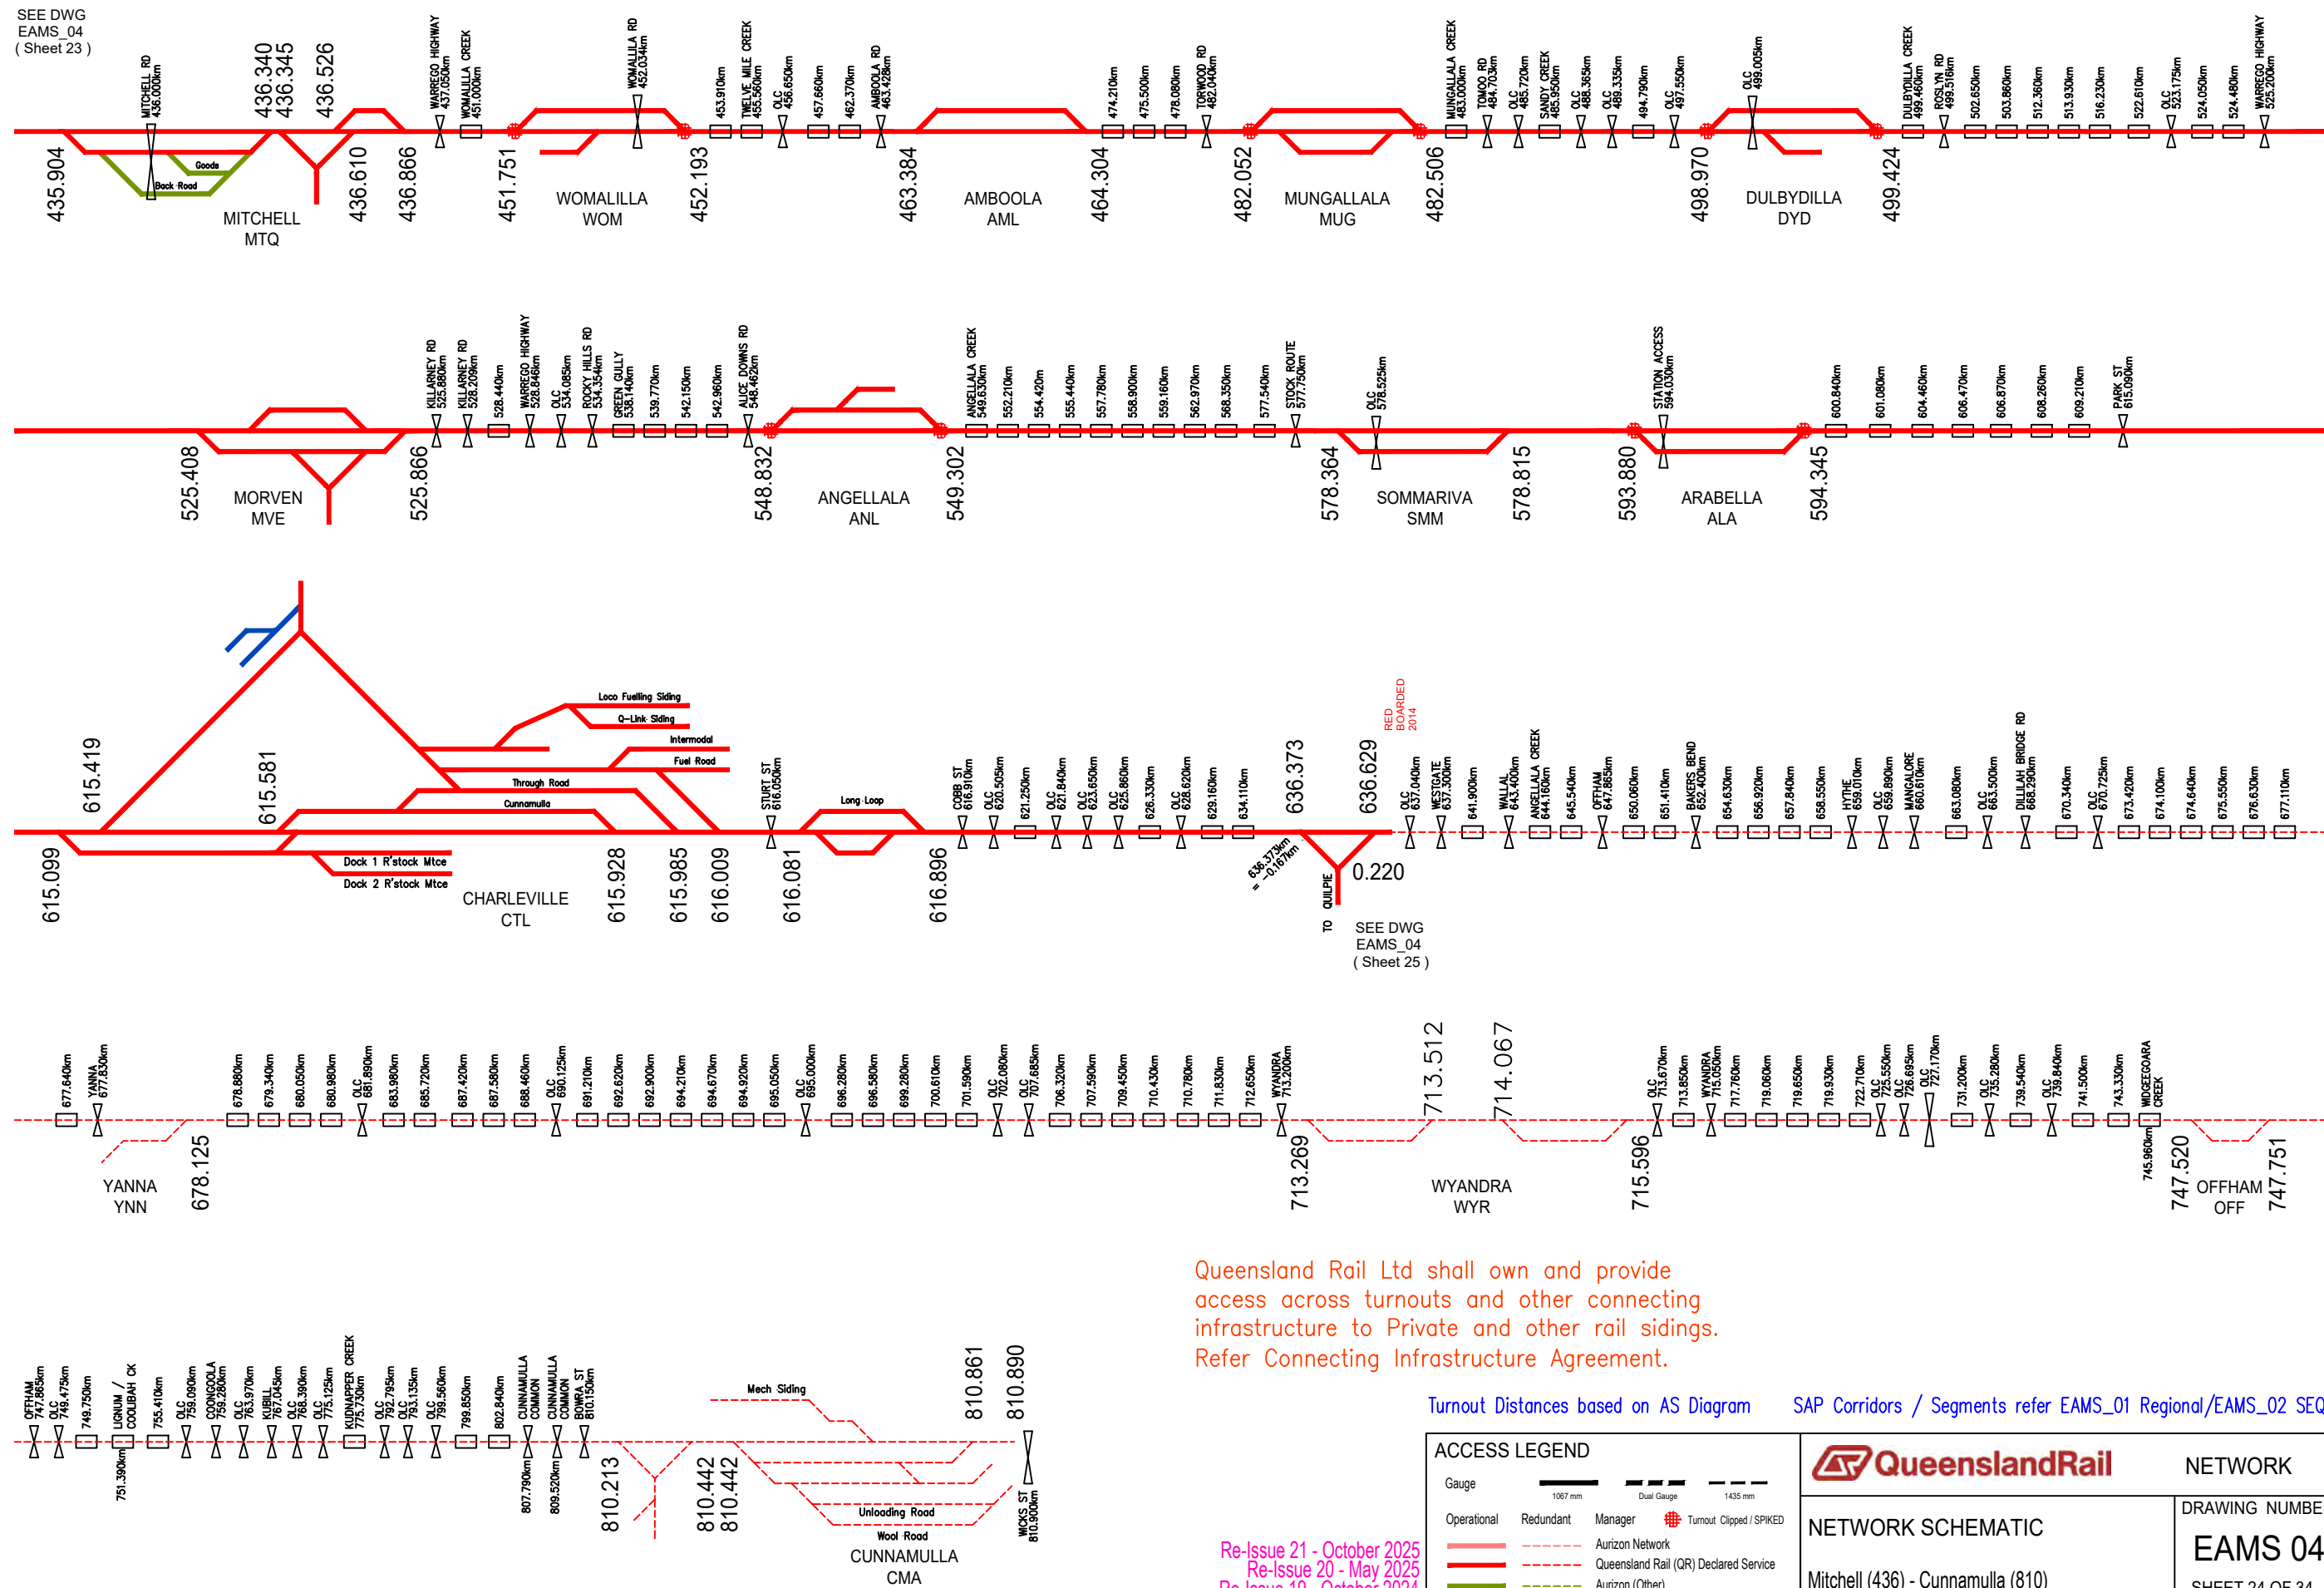 SEE DWG
EAMS_04
( Sheet 23 )
MITCHELL RD
436.000km
436.340
436.345
436.526
WARREGO HIGHWAY
437.050km
WOMALILLA CREEK
451.000km
WOMALILLA RD
452.034km
453.910km
TWELVE MILE CREEK
455.560km
OLC
456.650km
457.660km
462.370km
AMBOOLA RD
463.428km
474.210km
475.500km
478.080km
TORWOOD RD
482.040km
MUNGALLALA CREEK
483.000km
TOMOO RD
484.703km
OLC
485.720km
SANDY CREEK
485.950km
OLC
488.365km
OLC
489.335km
494.790km
OLC
497.550km
OLC
499.005km
DULBYDILLA CREEK
499.460km
ROSLYN RD
499.516km
502.650km
503.860km
512.360km
513.930km
516.230km
522.610km
OLC
523.175km
524.050km
524.480km
WARREGO HIGHWAY
525.200km
Goods
Back Road
435.904
MITCHELL
MTQ
436.610
436.866
451.751
WOMALILLA
WOM
452.193
463.384
AMBOOLA
AML
464.304
482.052
MUNGALLALA
MUG
482.506
498.970
DULBYDILLA
DYD
499.424
KILLARNEY RD
525.880km
KILLARNEY RD
528.209km
528.440km
WARREGO HIGHWAY
528.846km
OLC
534.085km
ROCKY HILLS RD
534.354km
GREEN GULLY
538.140km
539.770km
542.150km
542.960km
ALICE DOWNS RD
548.462km
ANGELLALA CREEK
549.630km
552.210km
554.420m
555.440km
557.780km
558.900km
559.160km
562.970km
568.350km
577.540km
STOCK ROUTE
577.750km
OLC
578.525km
STATION ACCESS
594.030km
600.840km
601.080km
604.460km
606.470km
606.870km
608.260km
609.210km
PARK ST
615.090km
525.408
MORVEN
MVE
525.866
548.832
ANGELLALA
ANL
549.302
578.364
SOMMARIVA
SMM
578.815
593.880
ARABELLA
ALA
594.345
615.419
615.581
Loco Fuelling Siding
Q-Link Siding
Intermodal
Fuel Road
Through Road
Cunnamulla
Dock 1 R'stock Mtce
Dock 2 R'stock Mtce
STURT ST
616.050km
Long Loop
COBB ST
616.910km
OLC
620.505km
621.250km
OLC
621.840km
OLC
623.650km
OLC
625.860km
626.330km
OLC
628.620km
629.160km
634.110km
636.373
636.629
RED
BOARDED
2014
OLC
637.040km
WESTGATE
637.300km
641.900km
WALLAL
643.400km
ANGELLALA CREEK
644.160km
645.540km
OFFHAM
647.865km
650.060km
651.410km
BAKERS BEND
652.400km
654.630km
656.920km
657.840km
658.550km
HYTHE
659.010km
OLC
659.890km
MANGALORE
660.610km
663.080km
OLC
663.500km
DILLULAH BRIDGE RD
668.290km
670.340km
OLC
670.725km
673.420km
674.100km
674.640km
675.550km
676.630km
677.110km
615.099
CHARLEVILLE
CTL
615.928
615.985
616.009
616.081
616.896
636.373km
= -0.167km
0.220
TO QUILPIE
SEE DWG
EAMS_04
( Sheet 25 )
677.640km
YANNA
677.830km
678.880km
679.340km
680.050km
680.980km
OLC
681.890km
683.980km
685.720km
687.420km
687.580km
688.460km
OLC
690.125km
691.210km
692.620km
692.900km
694.210km
694.670km
694.920km
695.050km
OLC
695.000km
696.280km
696.580km
699.280km
700.610km
701.590km
OLC
702.080km
OLC
707.685km
706.320km
707.590km
709.450km
710.430km
710.780km
711.830km
712.650km
WYANDRA
713.200km
713.512
714.067
OLC
713.670km
713.850km
WYANDRA
715.050km
717.760km
719.060km
719.650km
719.930km
722.710km
OLC
725.550km
OLC
726.695km
OLC
727.170km
731.200km
OLC
735.280km
739.540km
OLC
739.840km
741.500km
743.330km
WIDGEEGOARA
CREEK
745.960km
YANNA
YNN
678.125
713.269
WYANDRA
WYR
715.596
747.520
OFFHAM
OFF
747.751
Queensland Rail Ltd shall own and provide
access across turnouts and other connecting
infrastructure to Private and other rail sidings.
Refer Connecting Infrastructure Agreement.
OFFHAM
747.865km
OLC
749.475km
749.750km
LIGNUM /
COOLIBAH CK
751.390km
755.410km
OLC
759.090km
COONGOOLA
759.280km
OLC
763.970km
KUBILL
767.045km
OLC
768.390km
OLC
775.125km
KUDNAPPER CREEK
775.730km
OLC
792.795km
OLC
793.135km
OLC
799.560km
799.850km
802.840km
CUNNAMULLA
COMMON
807.790km
CUNNAMULLA
COMMON
809.520km
BOWRA ST
810.150km
810.213
810.442
810.442
Mech Siding
Unloading Road
Wool Road
810.861
810.890
WICKS ST
810.900km
CUNNAMULLA
CMA
Turnout Distances based on AS Diagram
SAP Corridors / Segments refer EAMS_01 Regional/EAMS_02 SEQ
Re-Issue 21 - October 2025
Re-Issue 20 - May 2025
Re-Issue 19 - October 2024
ACCESS LEGEND
Gauge
1067 mm
Dual Gauge
1435 mm
Operational
Redundant
Manager
Turnout Clipped / SPIKED
Aurizon Network
Queensland Rail (QR) Declared Service
Aurizon (Other)
QueenslandRail
NETWORK
NETWORK SCHEMATIC
Mitchell (436) - Cunnamulla (810)
DRAWING NUMBE
EAMS 04
SHEET 24 OF 34